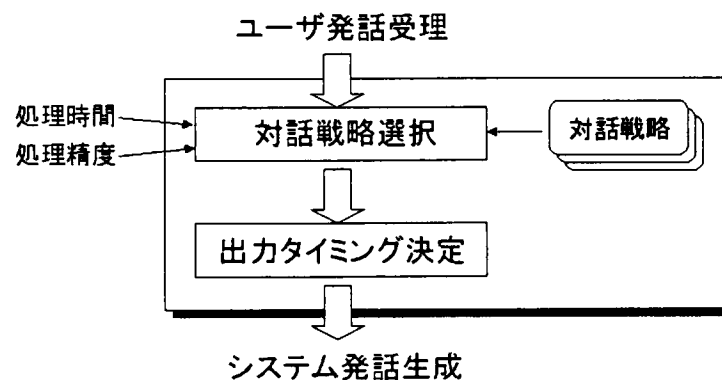 ユーザ発話受理
処理時間
処理精度
対話戦略選択
対話戦略
出力タイミング決定
システム発話生成